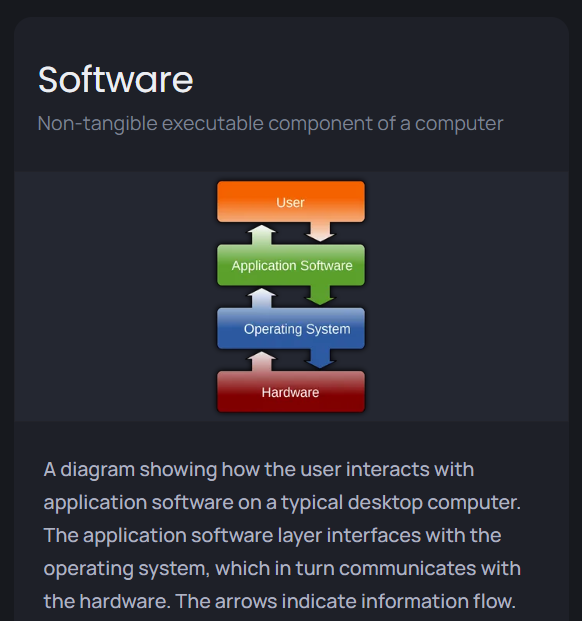 Software
Non-tangible executable component of a computer
User
Application Software
Operating System
Hardware
A diagram showing how the user interacts with
application software on a typical desktop computer.
The application software layer interfaces with the
operating system, which in turn communicates with
the hardware. The arrows indicate information flow.